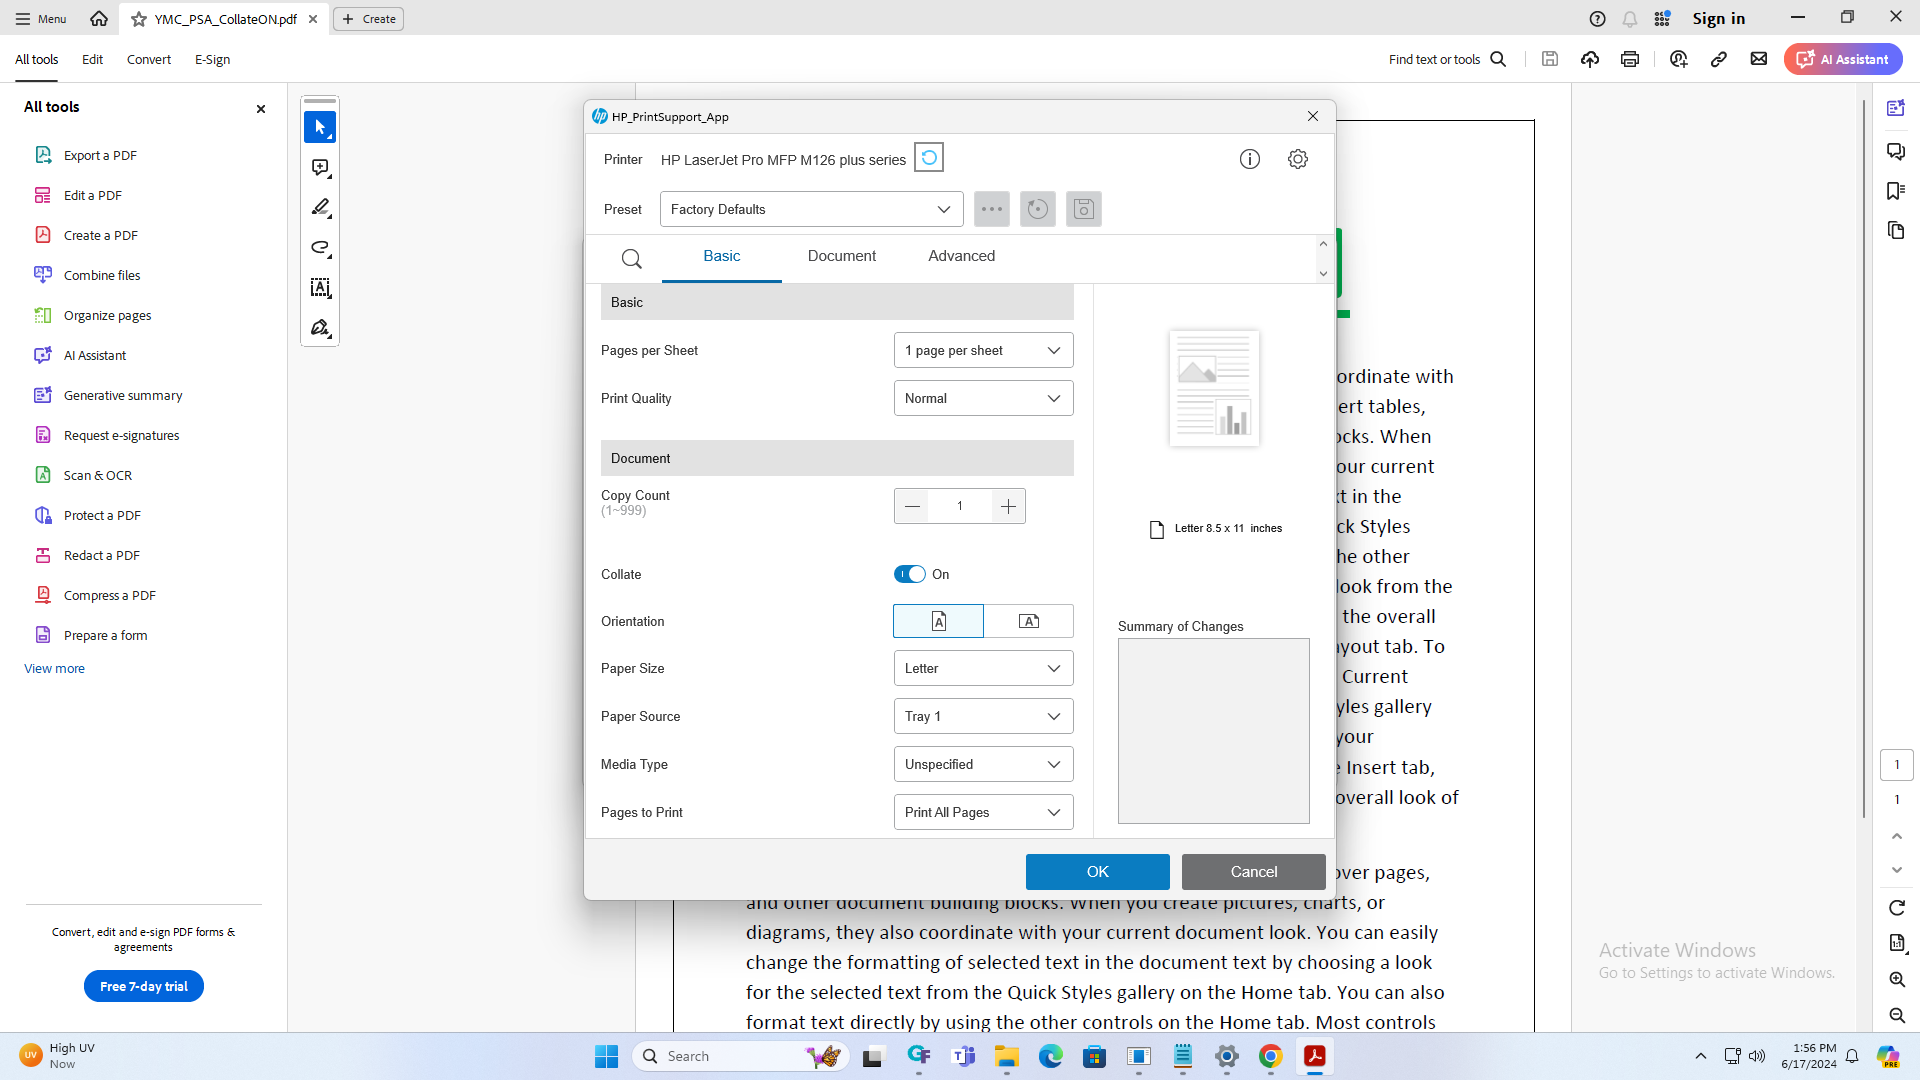 Menu
YMC_PSA_CollateON.pdf
Create
Sign in
All tools
Edit
Convert
E-Sign
Find text or tools
AI Assistant
All tools
Export a PDF
Edit a PDF
Create a PDF
Combine files
Organize pages
AI Assistant
Generative summary
Request e-signatures
Scan & OCR
Protect a PDF
Redact a PDF
Compress a PDF
Prepare a form
View more
Convert, edit and e-sign PDF forms &
agreements
Free 7-day trial
HP_PrintSupport_App
Printer HP LaserJet Pro MFP M126 plus series
Preset Factory Defaults
Basic Document Advanced
Basic
Pages per Sheet 1 page per sheet
Print Quality Normal
Document
Copy Count
(1~999)
1
Collate On
Orientation
Paper Size Letter
Paper Source Tray 1
Media Type Unspecified
Pages to Print Print All Pages
Letter 8.5 x 11 inches
Summary of Changes
OK Cancel
ordinate with
ert tables,
ocks. When
our current
xt in the
ck Styles
he other
look from the
the overall
ayout tab. To
Current
yles gallery
your
e Insert tab,
overall look of
over pages,
and other document building blocks. When you create pictures, charts, or
diagrams, they also coordinate with your current document look. You can easily
change the formatting of selected text in the document text by choosing a look
for the selected text from the Quick Styles gallery on the Home tab. You can also
format text directly by using the other controls on the Home tab. Most controls
1
1
Activate Windows
Go to Settings to activate Windows.
UV
High UV
Now
Search
PRE
1:56 PM
6/17/2024